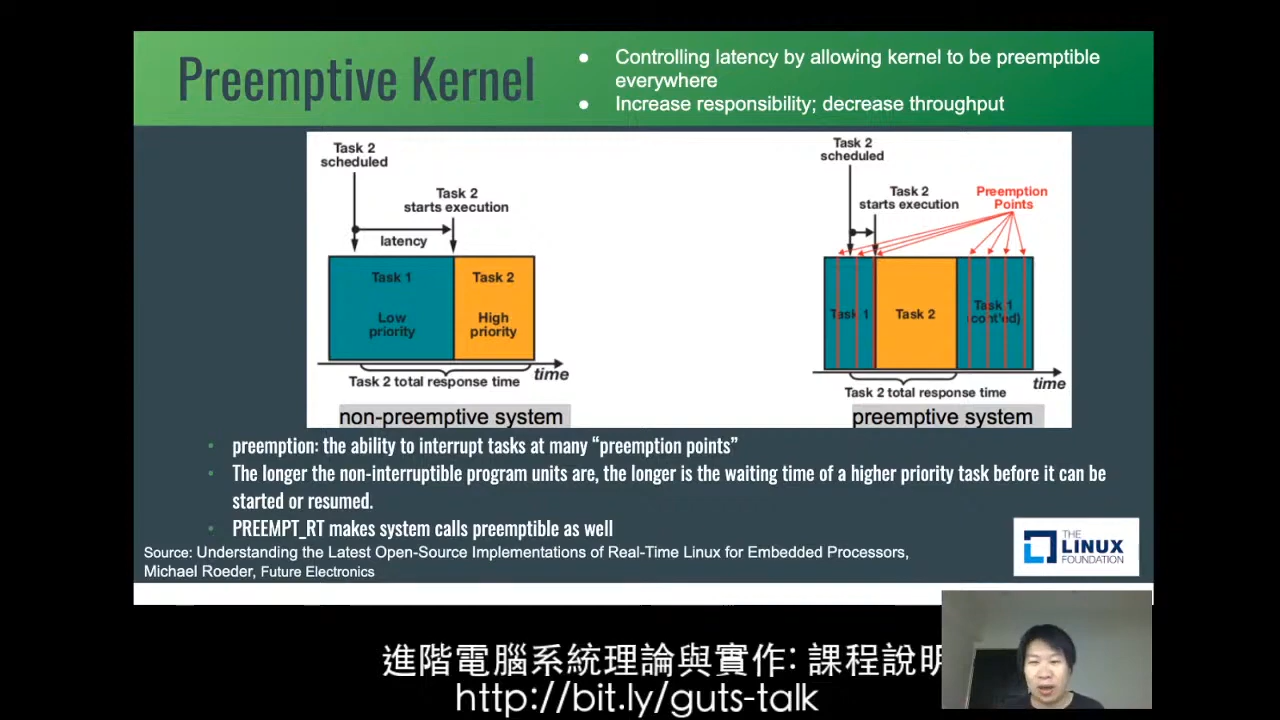 Preemptive Kernel
● Controlling latency by allowing kernel to be preemptible
everywhere
● Increase responsibility; decrease throughput
Task 2
scheduled
Task 2
starts execution
latency
Task 1
Low
priority
Task 2
High
priority
Task 2 total response time
time
non-preemptive system
Task 2
scheduled
Task 2
starts execution
Preemption
Points
Task 1
Task 2
Task 1
(cont'ed)
Task 2 total response time
time
preemptive system
• preemption: the ability to interrupt tasks at many “preemption points”
• The longer the non-interruptible program units are, the longer is the waiting time of a higher priority task before it can be
started or resumed.
• PREEMPT_RT makes system calls preemptible as well
Source: Understanding the Latest Open-Source Implementations of Real-Time Linux for Embedded Processors,
Michael Roeder, Future Electronics
THE
LINUX
FOUNDATION
進階電腦系統理論與實作: 課程說明
http://bit.ly/guts-talk